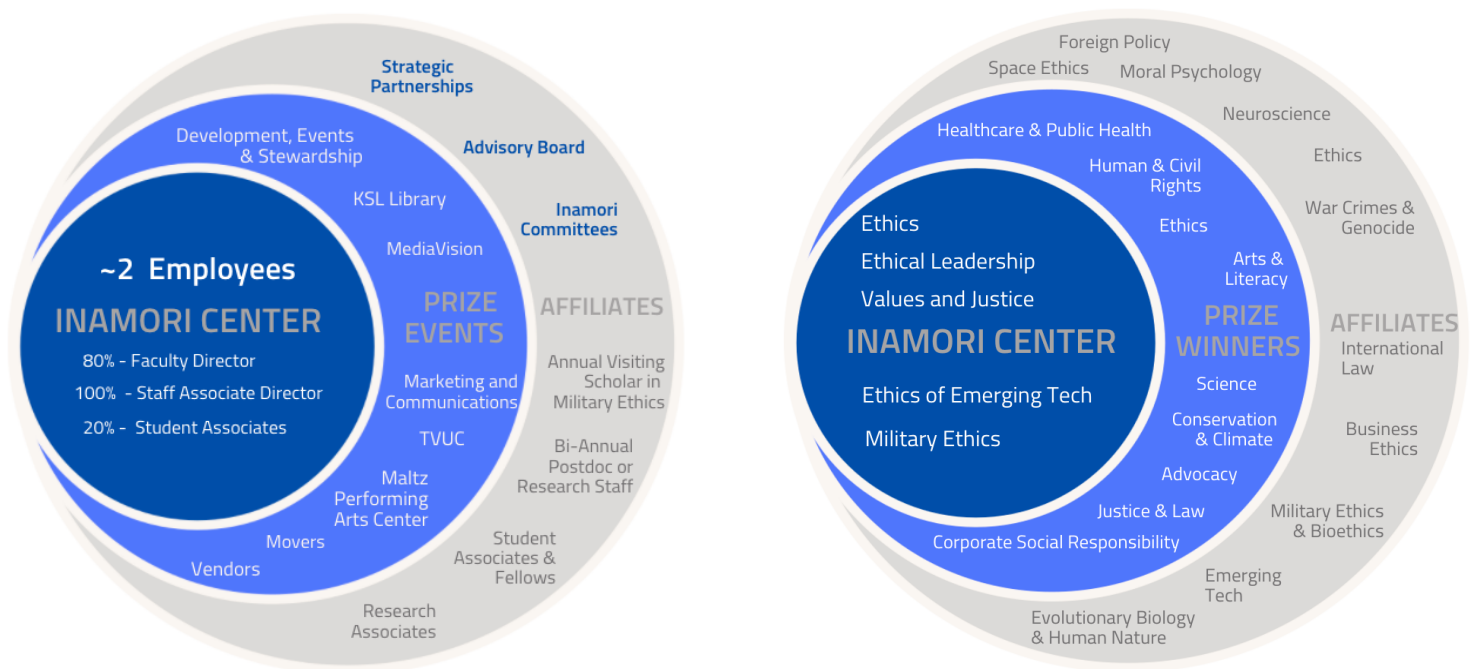 Strategic
Partnerships
Advisory Board
Inamori
Committees
AFFILIATES
Annual Visiting
Scholar in
Military Ethics
Bi-Annual
Postdoc or
Research Staff
Student
Associates &
Fellows
Research
Associates
Development, Events
& Stewardship
KSL Library
MediaVision
PRIZE
EVENTS
Marketing and
Communications
TVUC
Maltz
Performing
Arts Center
Movers
Vendors
~2 Employees
INAMORI CENTER
80% - Faculty Director
100% - Staff Associate Director
20% - Student Associates
Foreign Policy
Space Ethics
Moral Psychology
Neuroscience
Ethics
War Crimes &
Genocide
AFFILIATES
International
Law
Business
Ethics
Military Ethics
& Bioethics
Emerging
Tech
Evolutionary Biology
& Human Nature
Healthcare & Public Health
Human & Civil
Rights
Ethics
Arts &
Literacy
PRIZE
WINNERS
Science
Conservation
& Climate
Advocacy
Justice & Law
Corporate Social Responsibility
Ethics
Ethical Leadership
Values and Justice
INAMORI CENTER
Ethics of Emerging Tech
Military Ethics